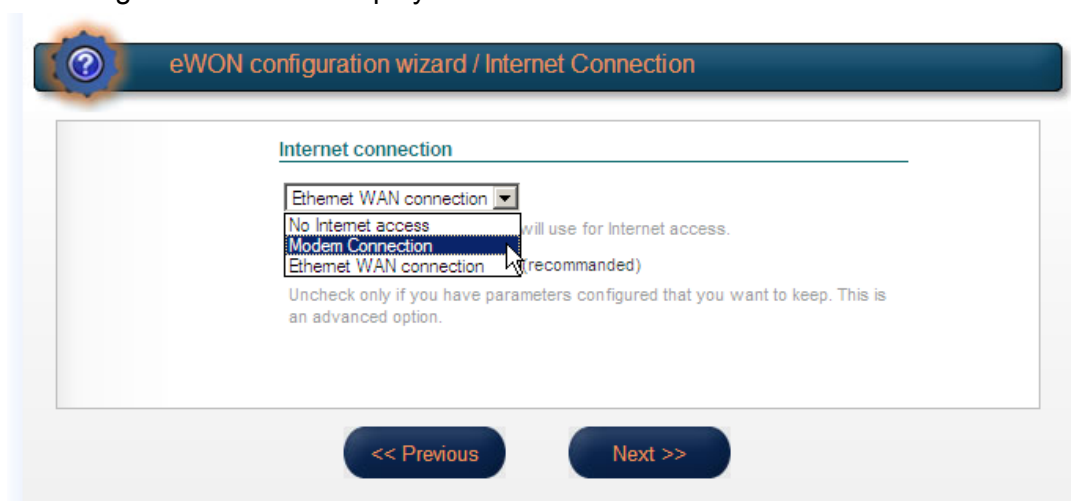 eWON configuration wizard / Internet Connection
Internet connection
Ethernet WAN connection
No Internet access
will use for Internet access.
Modem Connection
Ethernet WAN connection
(recommanded)
Uncheck only if you have parameters configured that you want to keep. This is
an advanced option.
<< Previous
Next >>